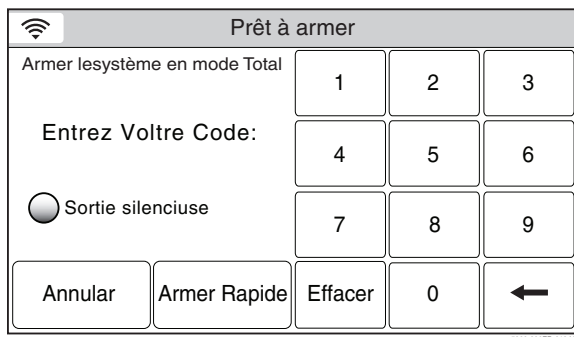 Prêt à armer
Armer lesystème en mode Total
1 2 3
Entrez Voltre Code:
4 5 6
Sortie silenciuse
7 8 9
Annular Armer Rapide Effacer 0